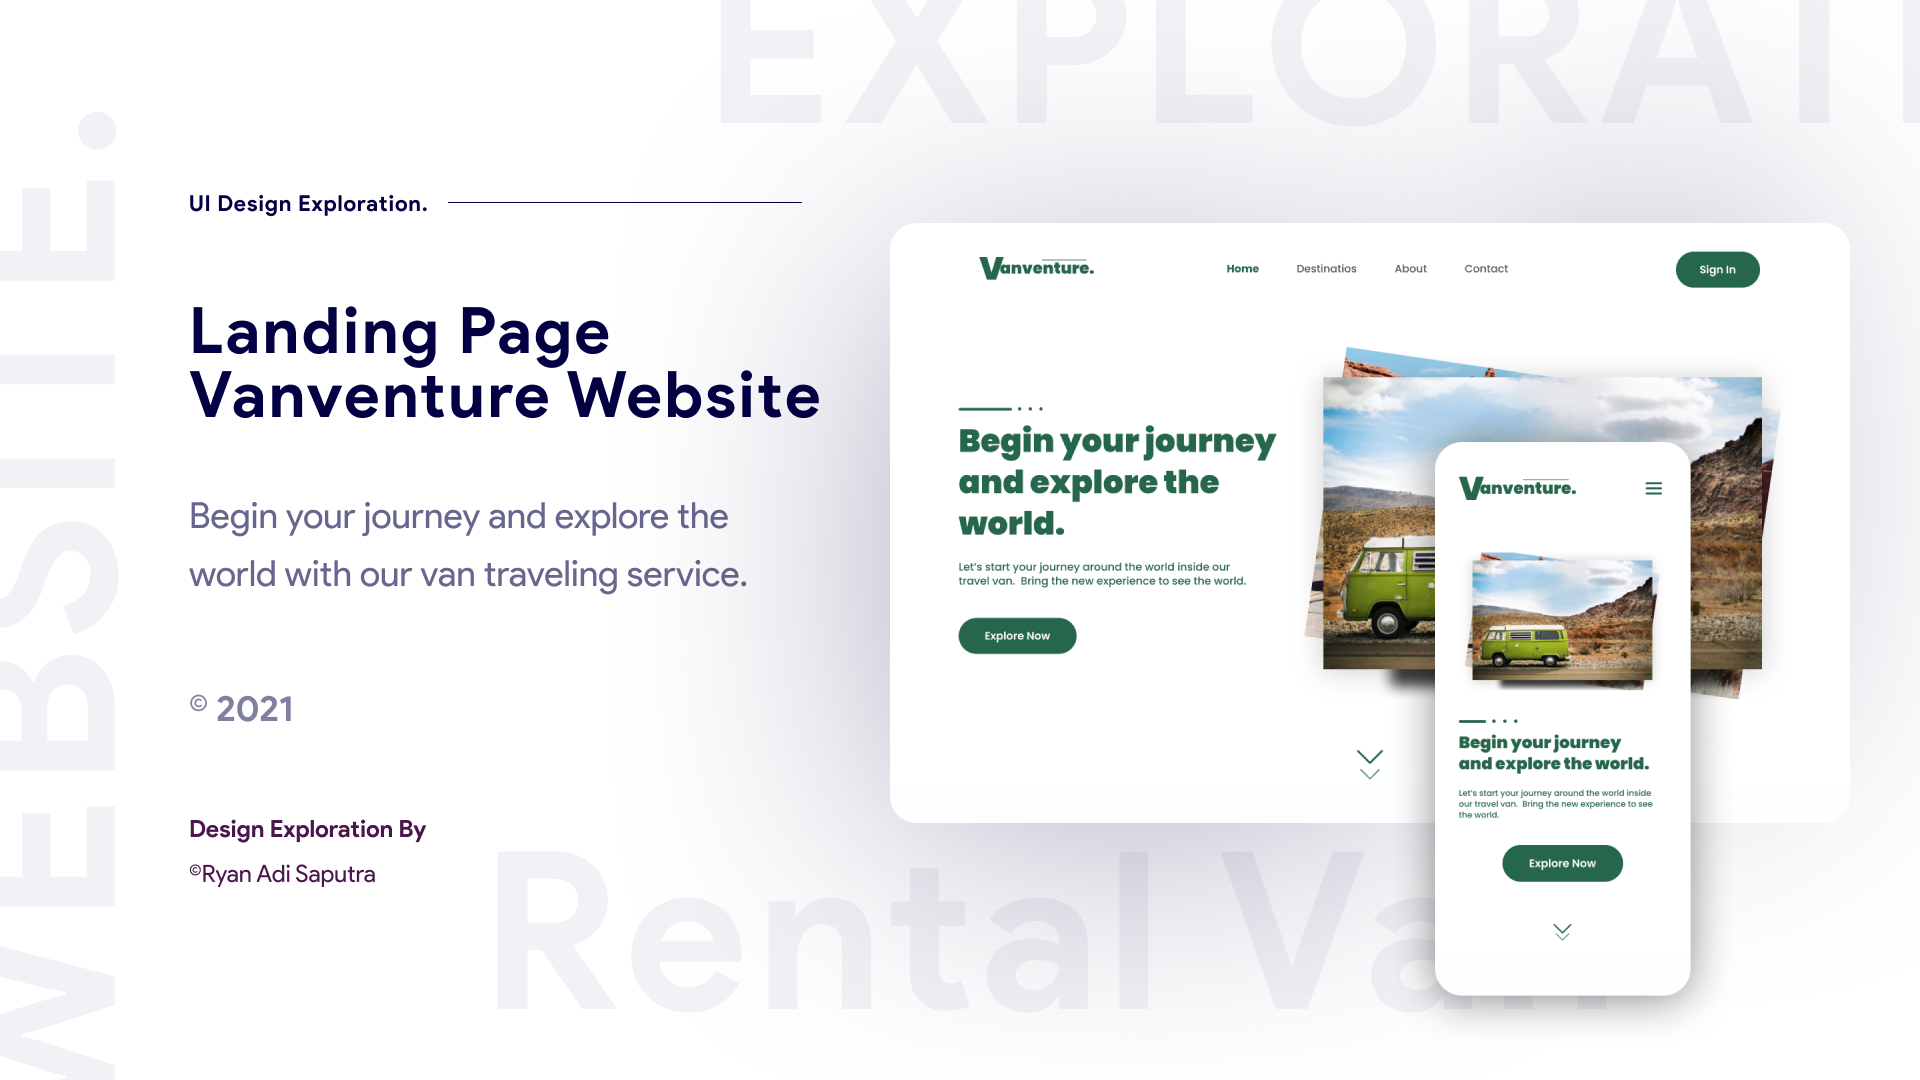 EXPLORATI
WEBSITE.
UI Design Exploration.
Landing Page
Vanventure Website
Begin your journey and explore the
world with our van traveling service.
© 2021
Design Exploration By
©Ryan Adi Saputra
Rental Van
Vanventure.
Home Destinatios About Contact
Sign In
Begin your journey
and explore the
world.
Let's start your journey around the world inside our
travel van. Bring the new experience to see the world.
Explore Now
Vanventure.
Begin your journey
and explore the world.
Let's start your journey around the world inside
our travel van. Bring the new experience to see
the world.
Explore Now